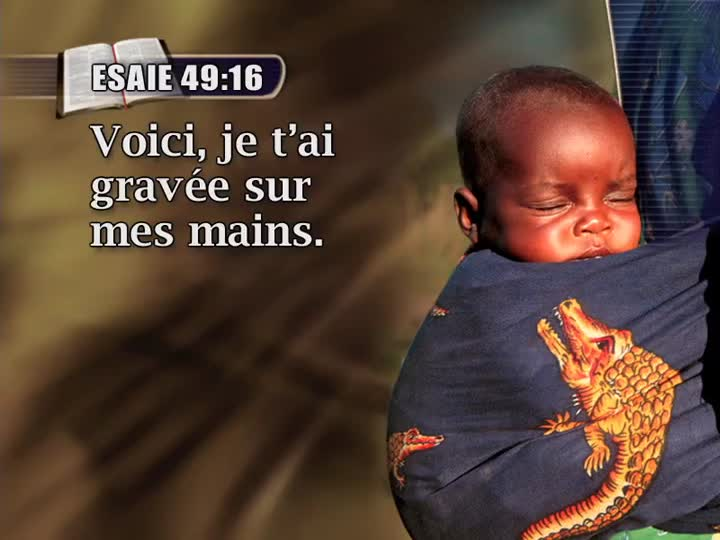 ESAIE 49:16
Voici, je t'ai
gravée sur
mes mains.